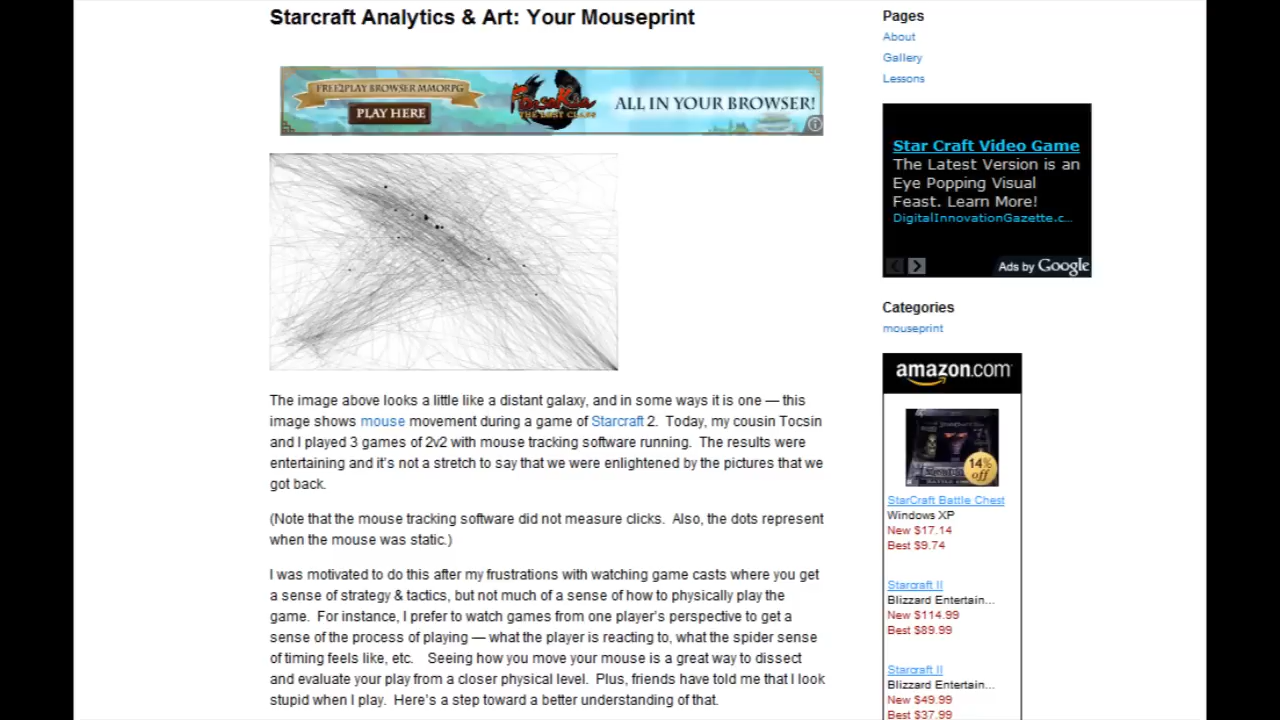 Starcraft Analytics & Art: Your Mouseprint
FREE2PLAY BROWSER MMORPG
PLAY HERE
THE LAST CLASH
ALL IN YOUR BROWSER!
The image above looks a little like a distant galaxy, and in some ways it is one — this
image shows mouse movement during a game of Starcraft 2. Today, my cousin Tocsin
and I played 3 games of 2v2 with mouse tracking software running. The results were
entertaining and it's not a stretch to say that we were enlightened by the pictures that we
got back.
(Note that the mouse tracking software did not measure clicks. Also, the dots represent
when the mouse was static.)
I was motivated to do this after my frustrations with watching game casts where you get
a sense of strategy & tactics, but not much of a sense of how to physically play the
game. For instance, I prefer to watch games from one player's perspective to get a
sense of the process of playing — what the player is reacting to, what the spider sense
of timing feels like, etc. Seeing how you move your mouse is a great way to dissect
and evaluate your play from a closer physical level. Plus, friends have told me that I look
stupid when I play. Here's a step toward a better understanding of that.
Pages
About
Gallery
Lessons
Star Craft Video Game
The Latest Version is an
Eye Popping Visual
Feast. Learn More!
DigitalInnovationGazette.c...
Ads by Google
Categories
mouseprint
amazon.com
14%
off
StarCraft Battle Chest
Windows XP
New $17.14
Best $9.74
Starcraft II
Blizzard Entertain...
New $114.99
Best $89.99
Starcraft II
Blizzard Entertain...
New $49.99
Best $37.99